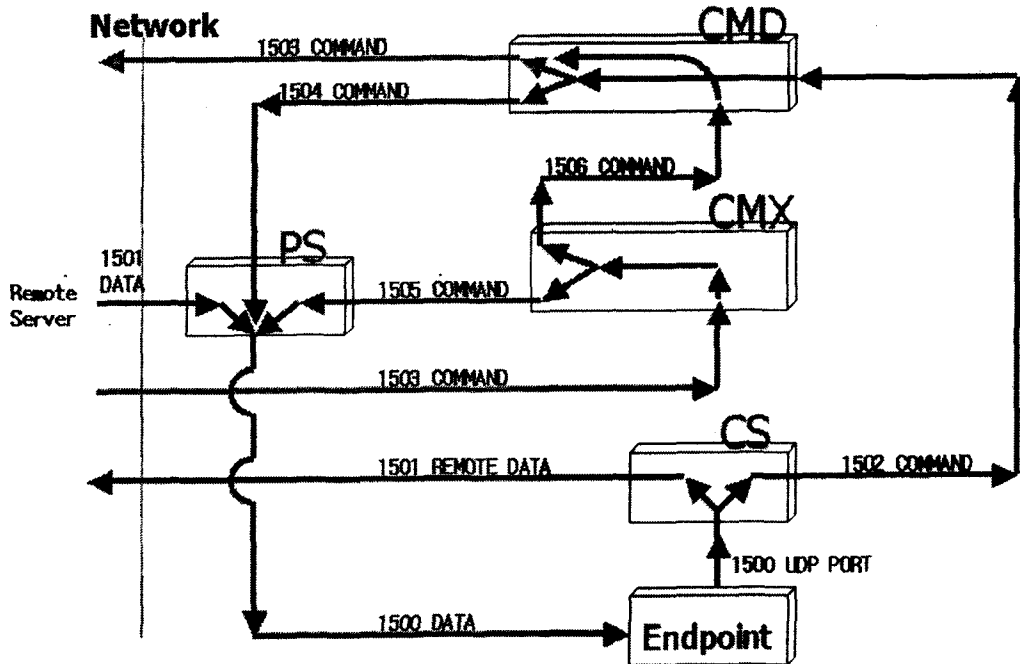 Network
CMD
1503 COMMAND
1504 COMMAND
1506 COMMAND
CMX
PS
1501
DATA
Remote
Server
1505 COMMAND
1503 COMMAND
CS
1501 REMOTE DATA
1502 COMMAND
1500 UDP PORT
1500 DATA
Endpoint